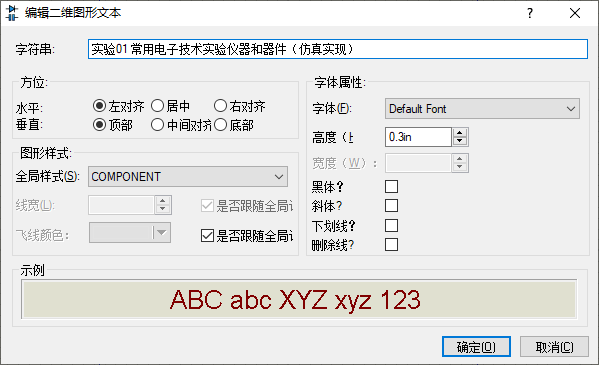 编辑二维图形文本
字符串:
实验01 常用电子技术实验仪器和器件（仿真实现）
方位:
水平:
左对齐
居中
右对齐
垂直:
顶部
中间对齐
底部
图形样式:
全局样式(S):
COMPONENT
线宽(L):
是否跟随全局
飞线颜色:
是否跟随全局
字体属性:
字体(F):
Default Font
高度（
0.3in
宽度（W）:
黑体?
斜体?
下划线?
删除线?
示例
ABC abc XYZ xyz 123
确定(O)
取消(C)